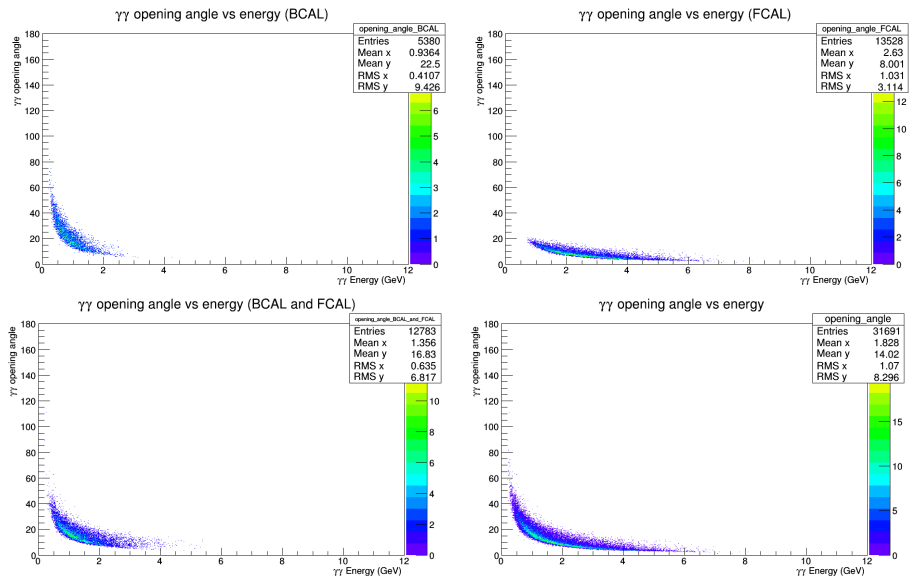 γγ opening angle vs energy (BCAL)
opening_angle_BCAL
Entries 5380
Mean x 0.9364
Mean y 22.5
RMS x 0.4107
RMS y 9.426
γγ opening angle
180
160
140
120
100
80
60
40
20
0
0 2 4 6 8 10 12
γγ Energy (GeV)
6
5
4
3
2
1
0
γγ opening angle vs energy (FCAL)
opening_angle_FCAL
Entries 13528
Mean x 2.63
Mean y 8.001
RMS x 1.031
RMS y 3.114
γγ opening angle
180
160
140
120
100
80
60
40
20
0
0 2 4 6 8 10 12
γγ Energy (GeV)
12
10
8
6
4
2
0
γγ opening angle vs energy (BCAL and FCAL)
opening_angle_BCAL_and_FCAL
Entries 12783
Mean x 1.356
Mean y 16.83
RMS x 0.635
RMS y 6.817
γγ opening angle
180
160
140
120
100
80
60
40
20
0
0 2 4 6 8 10 12
γγ Energy (GeV)
10
8
6
4
2
0
γγ opening angle vs energy
opening_angle
Entries 31691
Mean x 1.828
Mean y 14.02
RMS x 1.07
RMS y 8.296
γγ opening angle
180
160
140
120
100
80
60
40
20
0
0 2 4 6 8 10 12
γγ Energy (GeV)
15
10
5
0